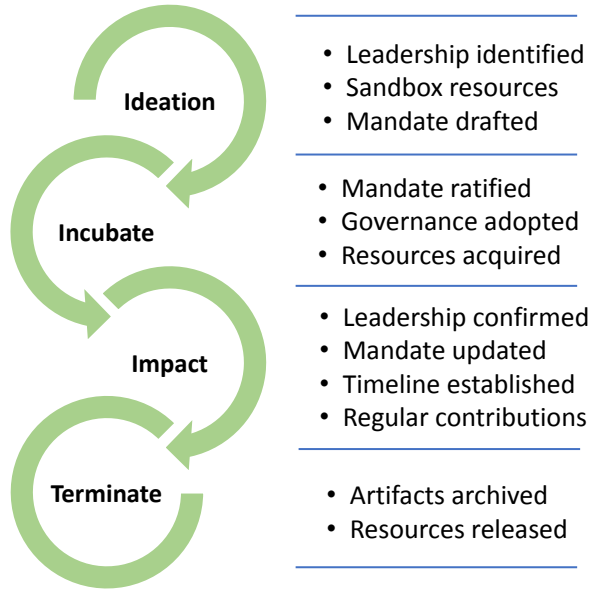 Ideation
• Leadership identified
• Sandbox resources
• Mandate drafted
Incubate
• Mandate ratified
• Governance adopted
• Resources acquired
Impact
• Leadership confirmed
• Mandate updated
• Timeline established
• Regular contributions
Terminate
• Artifacts archived
• Resources released